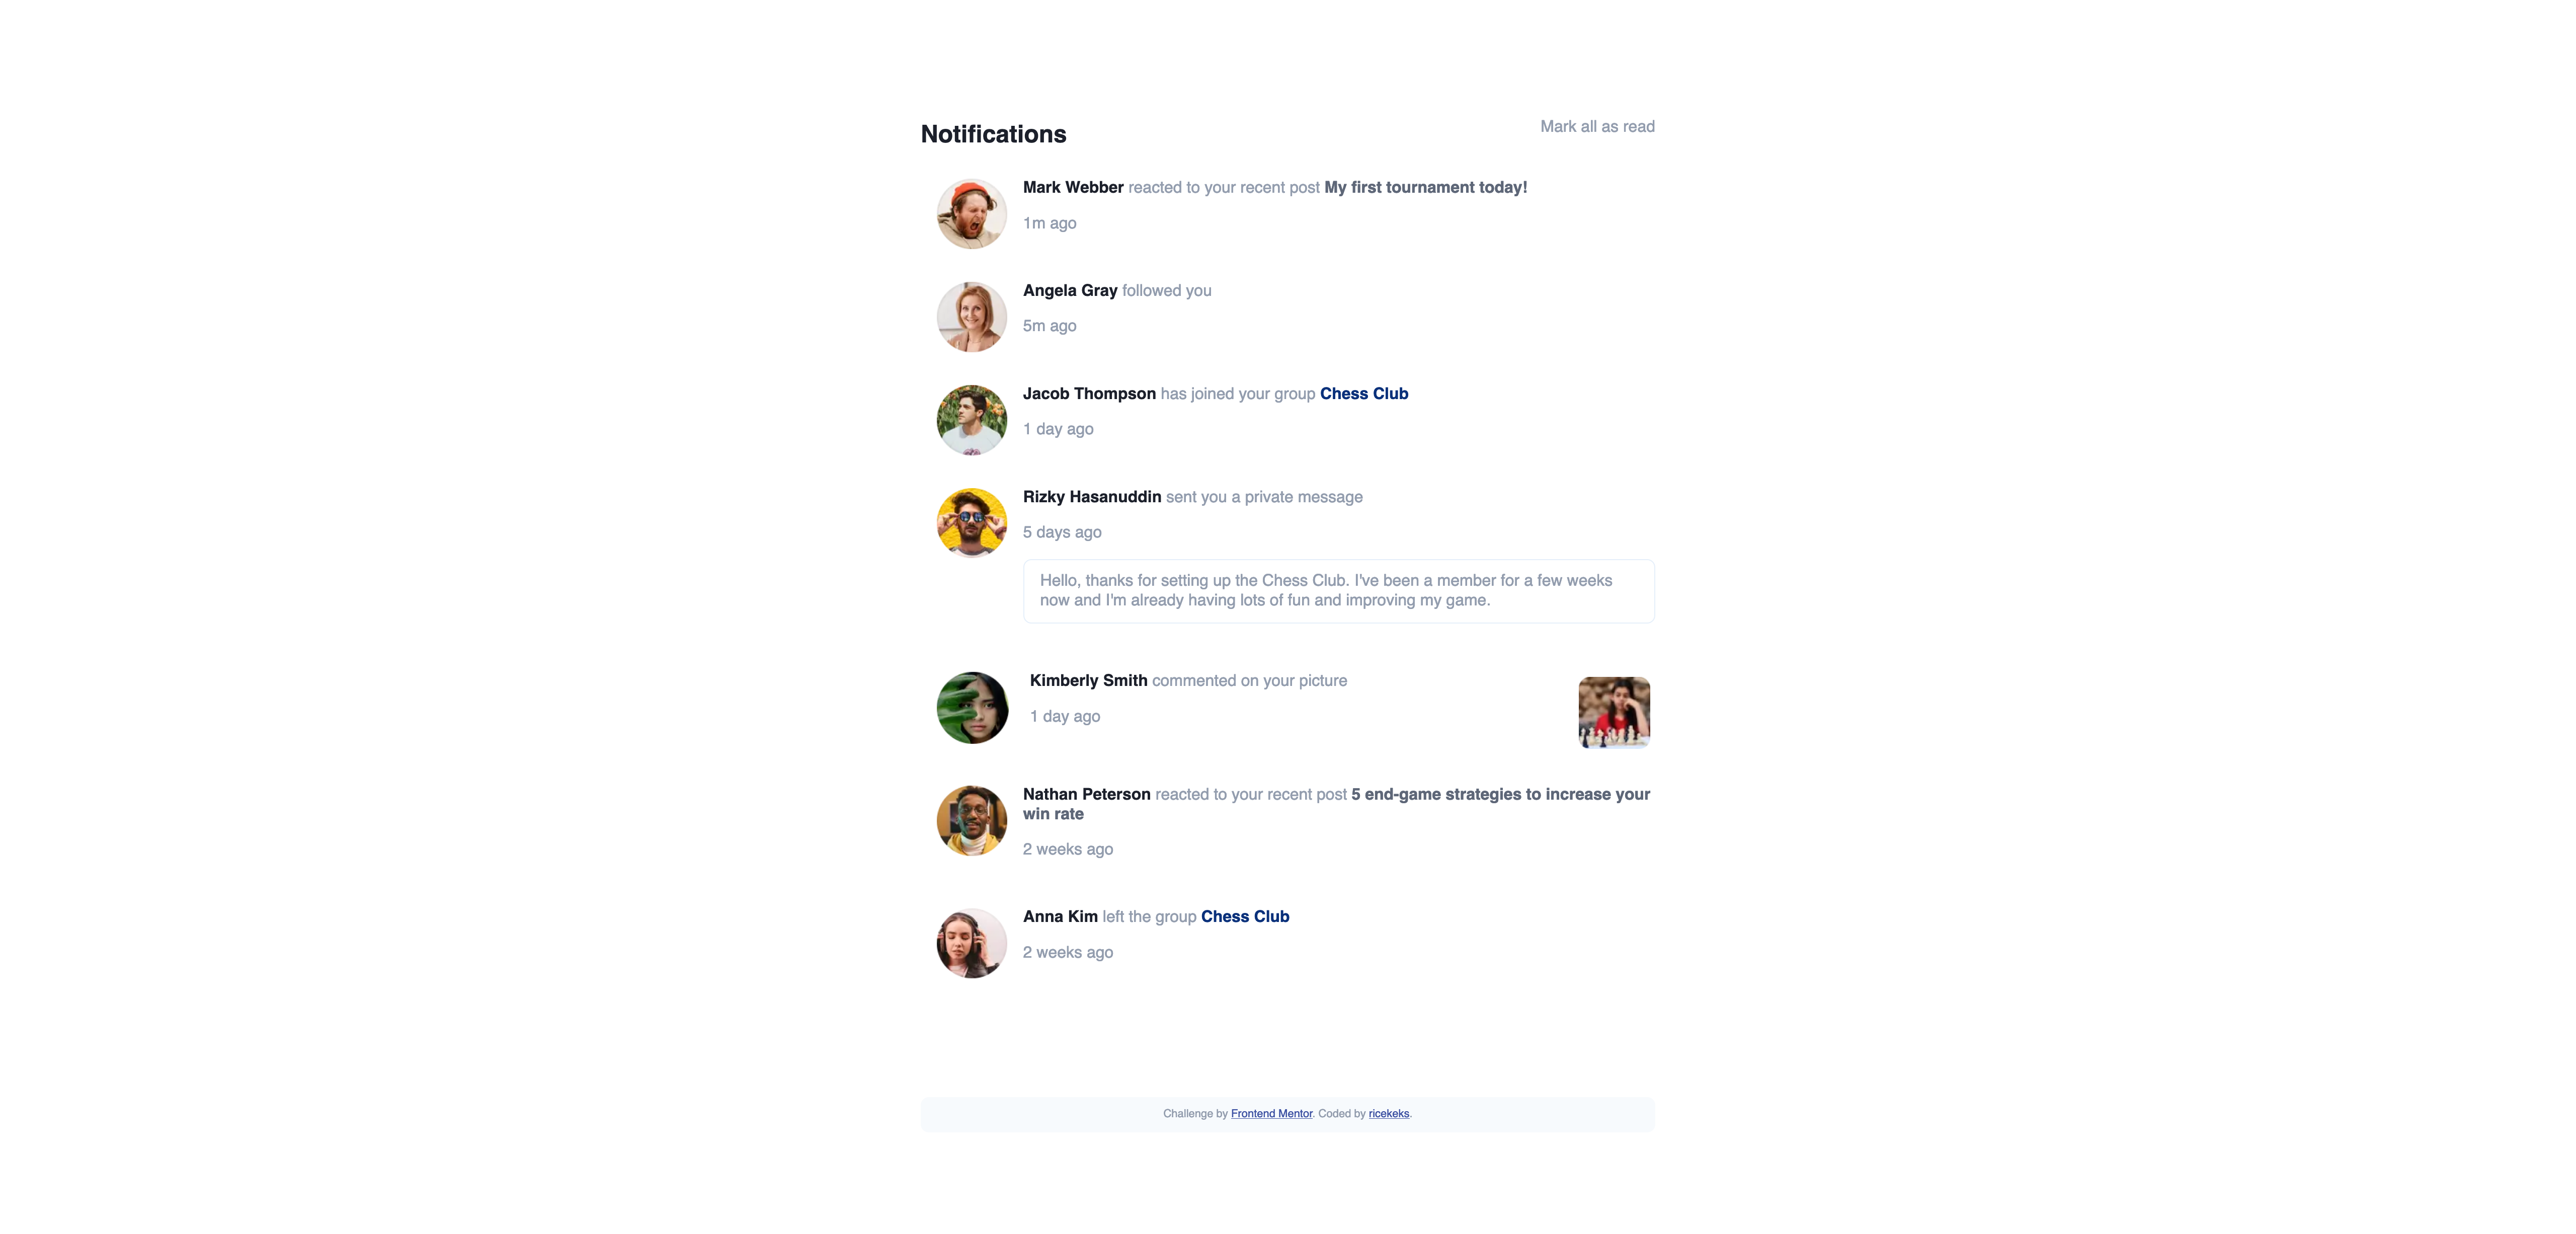 Notifications
Mark all as read
Mark Webber reacted to your recent post My first tournament today!
1m ago
Angela Gray followed you
5m ago
Jacob Thompson has joined your group Chess Club
1 day ago
Rizky Hasanuddin sent you a private message
5 days ago
Hello, thanks for setting up the Chess Club. I've been a member for a few weeks
now and I'm already having lots of fun and improving my game.
Kimberly Smith commented on your picture
1 day ago
Nathan Peterson reacted to your recent post 5 end-game strategies to increase your
win rate
2 weeks ago
Anna Kim left the group Chess Club
2 weeks ago
Challenge by Frontend Mentor. Coded by ricekeks.